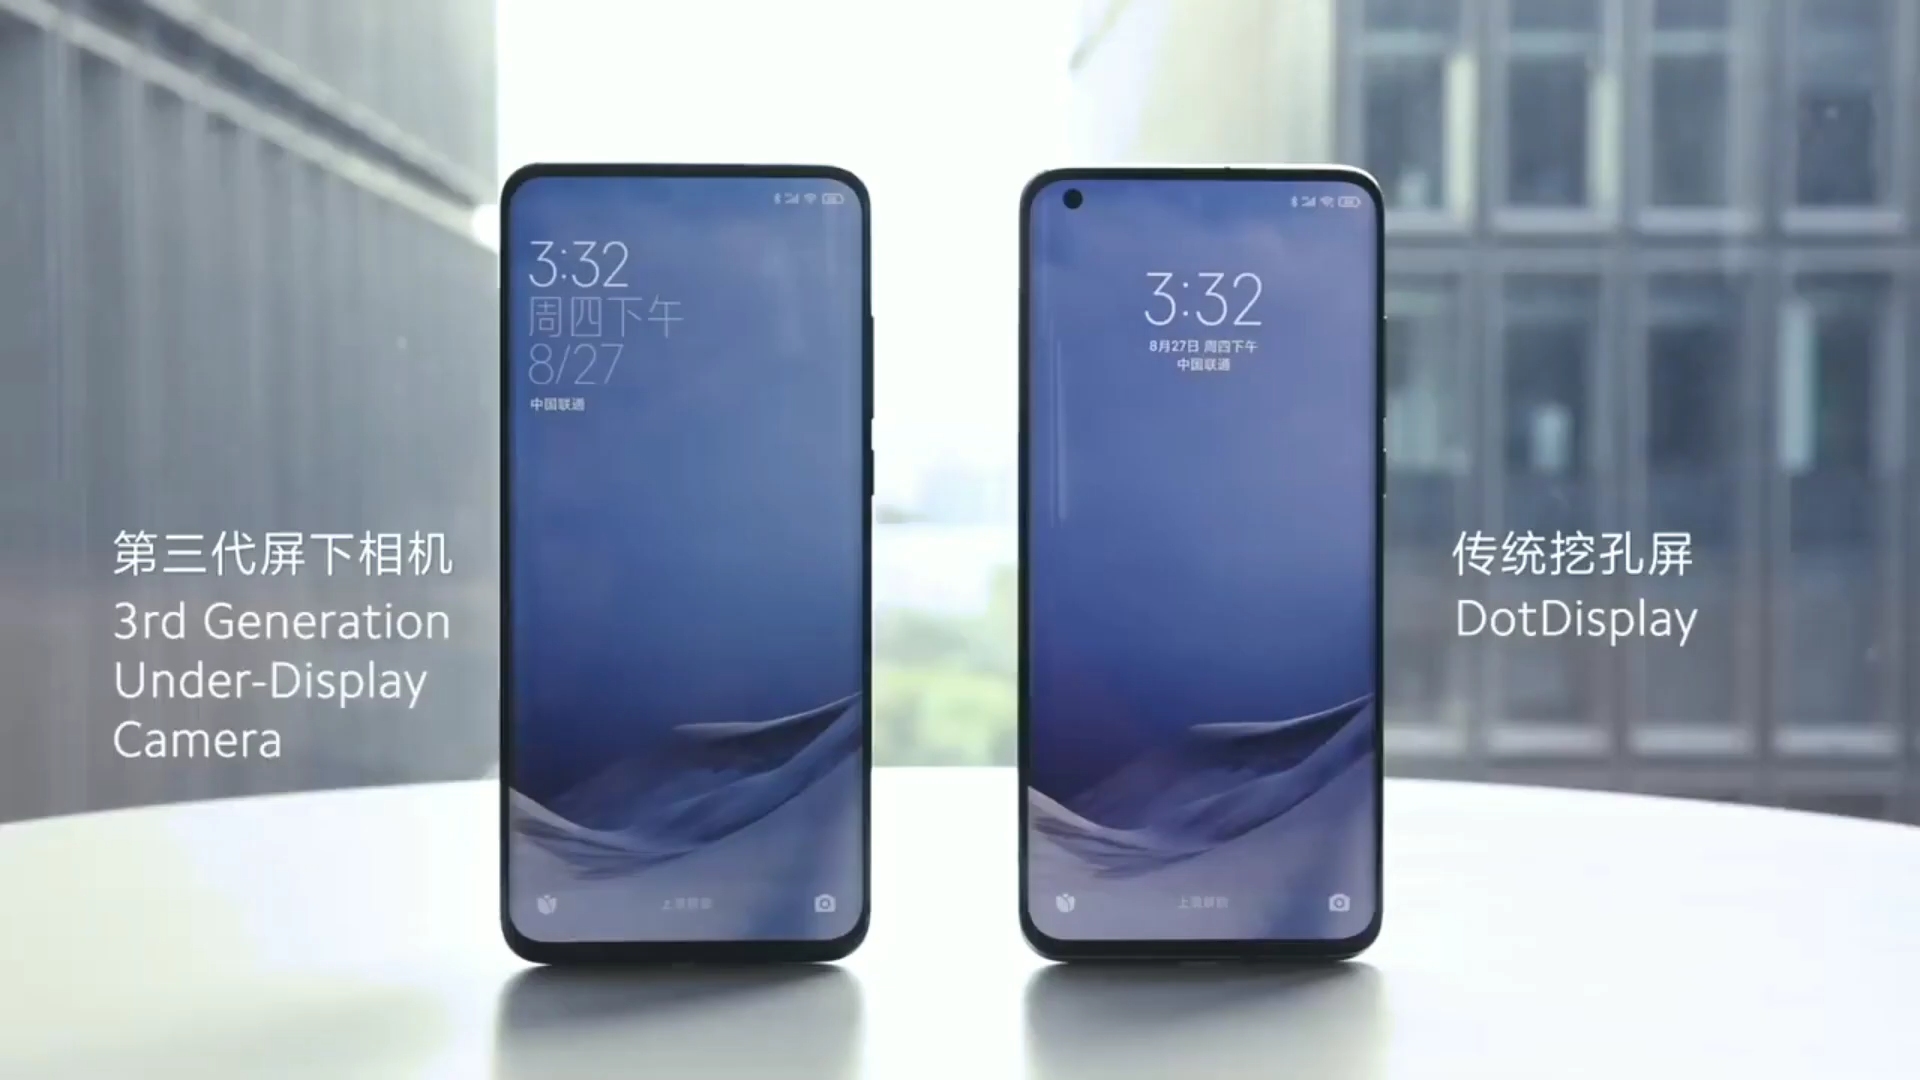 3:32
周四下午
8/27
中国联通
3:32
8月27日 周四下午
中国联通
第三代屏下相机
3rd Generation
Under-Display
Camera
传统挖孔屏
DotDisplay